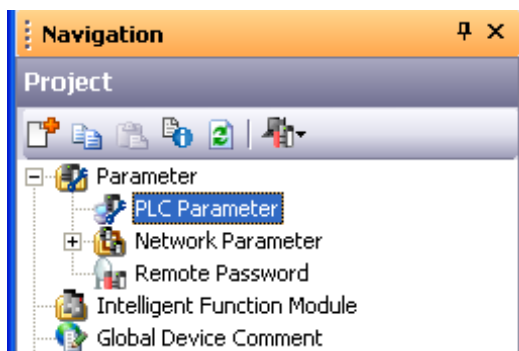 Navigation
Project
Parameter
PLC Parameter
Network Parameter
Remote Password
Intelligent Function Module
Global Device Comment